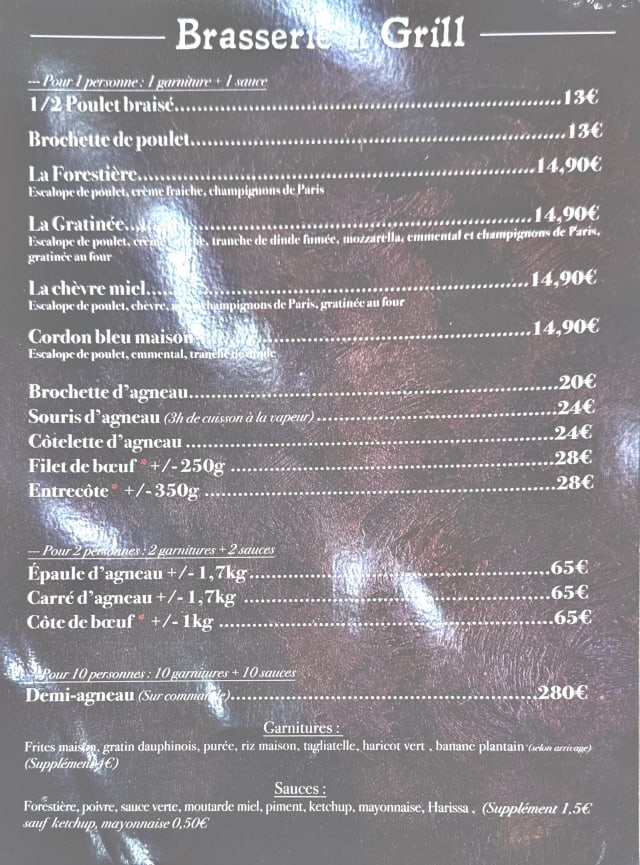 Brasserie et Grill
--- Pour 1 personne : 1 garniture + 1 sauce
1/2 Poulet braisé..........13€
Brochette de poulet..........13€
La Forestière..........14,90€
Escalope de poulet, crème fraiche, champignons de Paris
La Gratinée..........14,90€
Escalope de poulet, crème fraiche, tranche de dinde fumée, mozzarella, emmental et champignons de Paris,
gratinée au four
La chèvre miel..........14,90€
Escalope de poulet, chèvre, champignons de Paris, gratinée au four
Cordon bleu maison..........14,90€
Escalope de poulet, emmental, tranche de dinde
Brochette d'agneau..........20€
Souris d'agneau (3h de cuisson à la vapeur)..........24€
Côtelette d'agneau..........24€
Filet de bœuf * +/- 250g..........28€
Entrecôte * +/- 350g..........28€
--- Pour 2 personnes : 2 garnitures + 2 sauces
Épaule d'agneau +/- 1,7kg..........65€
Carré d'agneau +/- 1,7kg..........65€
Côte de bœuf * +/- 1kg..........65€
--- Pour 10 personnes : 10 garnitures + 10 sauces
Demi-agneau (Sur commande)..........280€
Garnitures :
Frites maison, gratin dauphinois, purée, riz maison, tagliatelle, haricot vert , banane plantain (selon arrivage)
(Supplément 4€)
Sauces :
Forestière, poivre, sauce verte, moutarde miel, piment, ketchup, mayonnaise, Harissa , (Supplément 1,5€
sauf ketchup, mayonnaise 0,50€